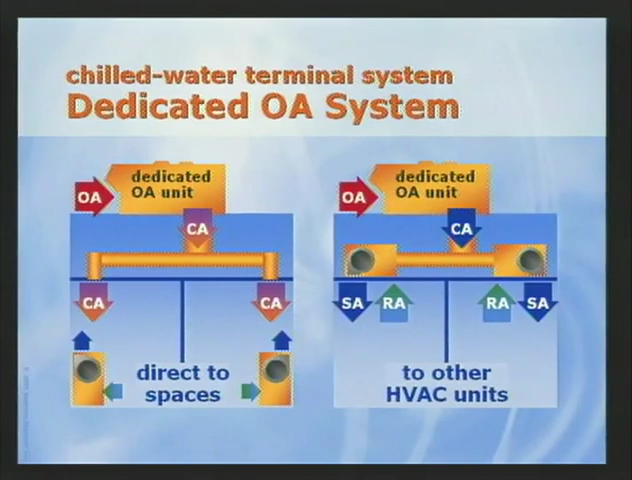 chilled-water terminal system
Dedicated OA System
dedicated
OA unit
OA
CA
CA
CA
direct to
spaces
dedicated
OA unit
OA
CA
SA
RA
RA
SA
to other
HVAC units